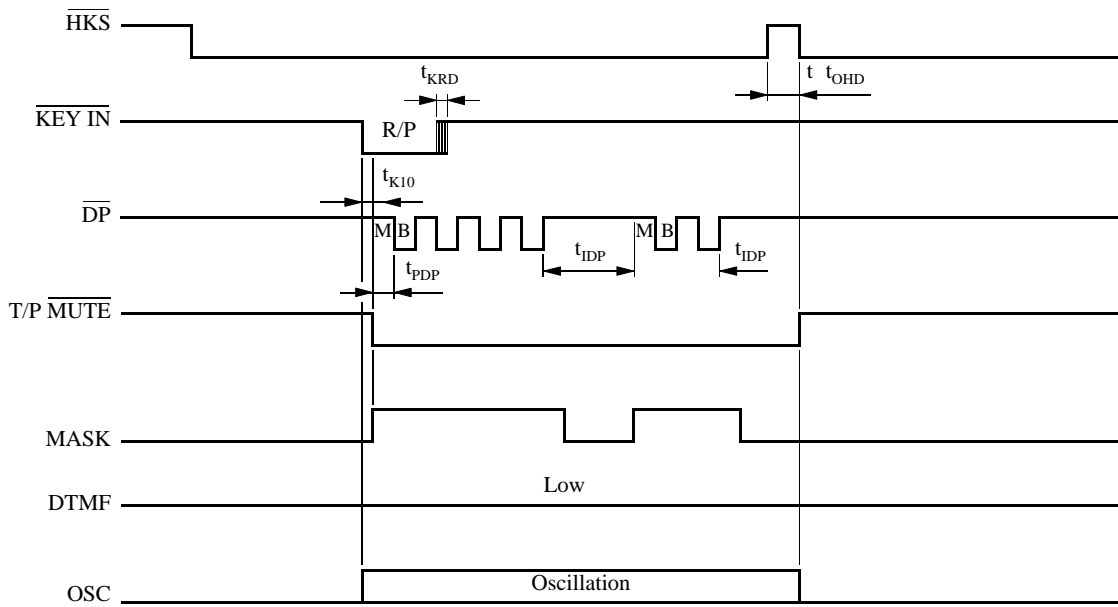 HKS
tKRD
t tOHD
KEY IN
R/P
tK10
DP
M B
M B
tIDP
tIDP
tPDP
T/P MUTE
MASK
Low
DTMF
Oscillation
OSC